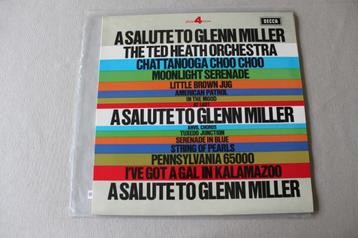 phase 4 stereo
DECCA
A SALUTE TO GLENN MILLER
THE TED HEATH ORCHESTRA
CHATTANOOGA CHOO CHOO
MOONLIGHT SERENADE
LITTLE BROWN JUG
AMERICAN PATROL
IN THE MOOD
AT LAST
A SALUTE TO GLENN MILLER
ANVIL CHORUS
TUXEDO JUNCTION
SERENADE IN BLUE
STRING OF PEARLS
PENNSYLVANIA 65000
I'VE GOT A GAL IN KALAMAZOO
A SALUTE TO GLENN MILLER